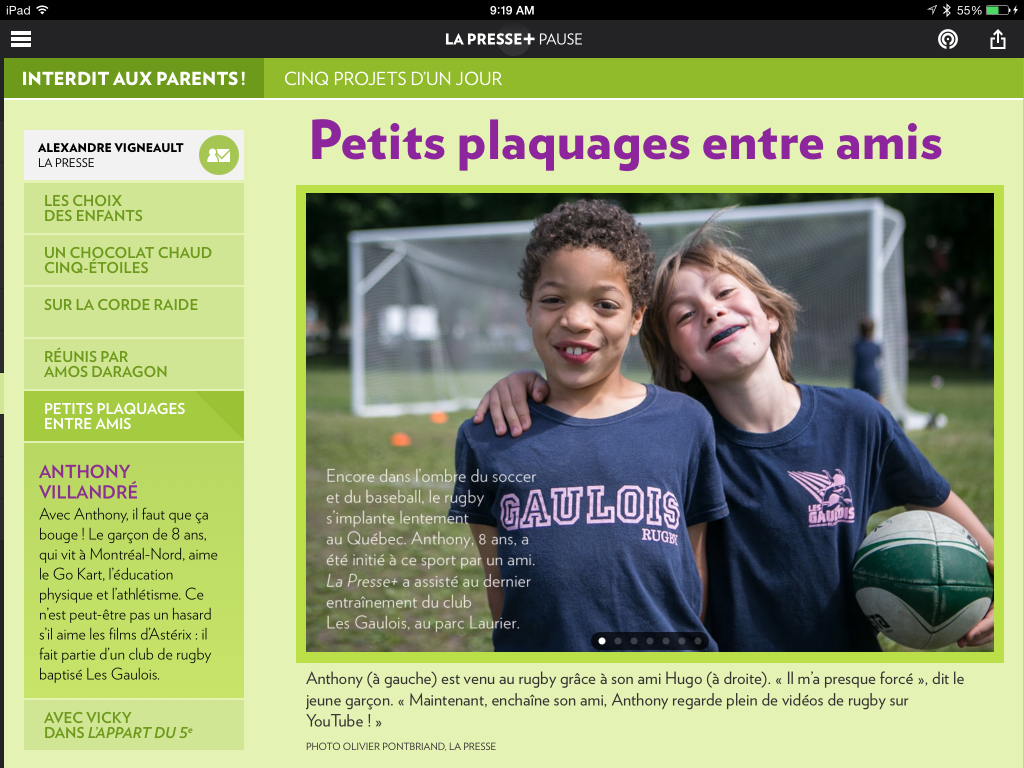 iPad
9:19 AM
55%
LA PRESSE+ PAUSE
INTERDIT AUX PARENTS !
CINQ PROJETS D'UN JOUR
ALEXANDRE VIGNEAULT
LA PRESSE
LES CHOIX
DES ENFANTS
UN CHOCOLAT CHAUD
CINQ-ÉTOILES
SUR LA CORDE RAIDE
RÉUNIS PAR
AMOS DARAGON
PETITS PLAQUAGES
ENTRE AMIS
ANTHONY
VILLANDRÉ
Avec Anthony, il faut que ça
bouge ! Le garçon de 8 ans,
qui vit à Montréal-Nord, aime
le Go Kart, l'éducation
physique et l'athlétisme. Ce
n'est peut-être pas un hasard
s'il aime les films d'Astérix : il
fait partie d'un club de rugby
baptisé Les Gaulois.
AVEC VICKY
DANS L'APPART DU 5e
Petits plaquages entre amis
Encore dans l'ombre du soccer
et du baseball, le rugby
s'implante lentement
au Québec. Anthony, 8 ans, a
été initié à ce sport par un ami.
La Presse+ a assisté au dernier
entraînement du club
Les Gaulois, au parc Laurier.
GAULOIS
RUGBY
LES
GAULOIS
Anthony (à gauche) est venu au rugby grâce à son ami Hugo (à droite). « Il m'a presque forcé », dit le
jeune garçon. « Maintenant, enchaîne son ami, Anthony regarde plein de vidéos de rugby sur
YouTube ! »
PHOTO OLIVIER PONTBRIAND, LA PRESSE